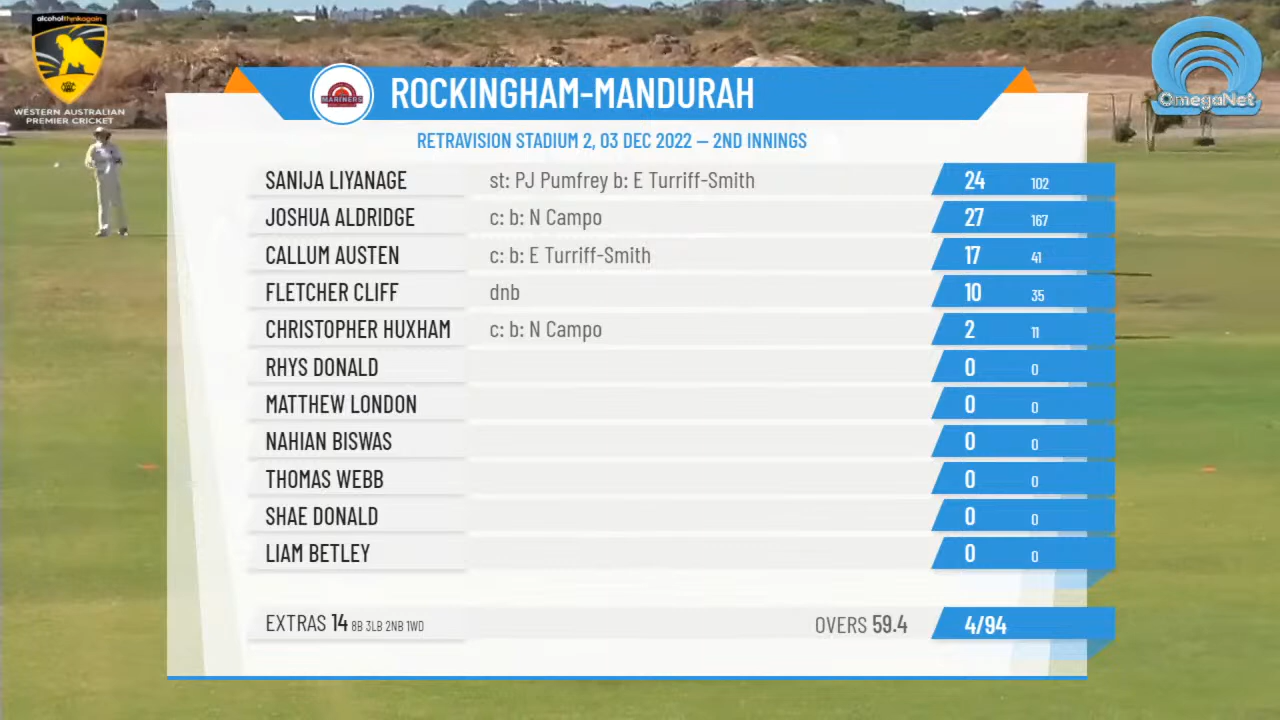 alcoholthinkagain
WESTERN AUSTRALIAN
PREMIER CRICKET
OmegaNet
MARINERS
ROCKINGHAM-MANDURAH
RETRAVISION STADIUM 2, 03 DEC 2022 – 2ND INNINGS
SANIJA LIYANAGE st: PJ Pumfrey b: E Turriff-Smith 24 102
JOSHUA ALDRIDGE c: b: N Campo 27 167
CALLUM AUSTEN c: b: E Turriff-Smith 17 41
FLETCHER CLIFF dnb 10 35
CHRISTOPHER HUXHAM c: b: N Campo 2 11
RHYS DONALD 0 0
MATTHEW LONDON 0 0
NAHIAN BISWAS 0 0
THOMAS WEBB 0 0
SHAE DONALD 0 0
LIAM BETLEY 0 0
EXTRAS 14 8B 3LB 2NB 1WD OVERS 59.4 4/94